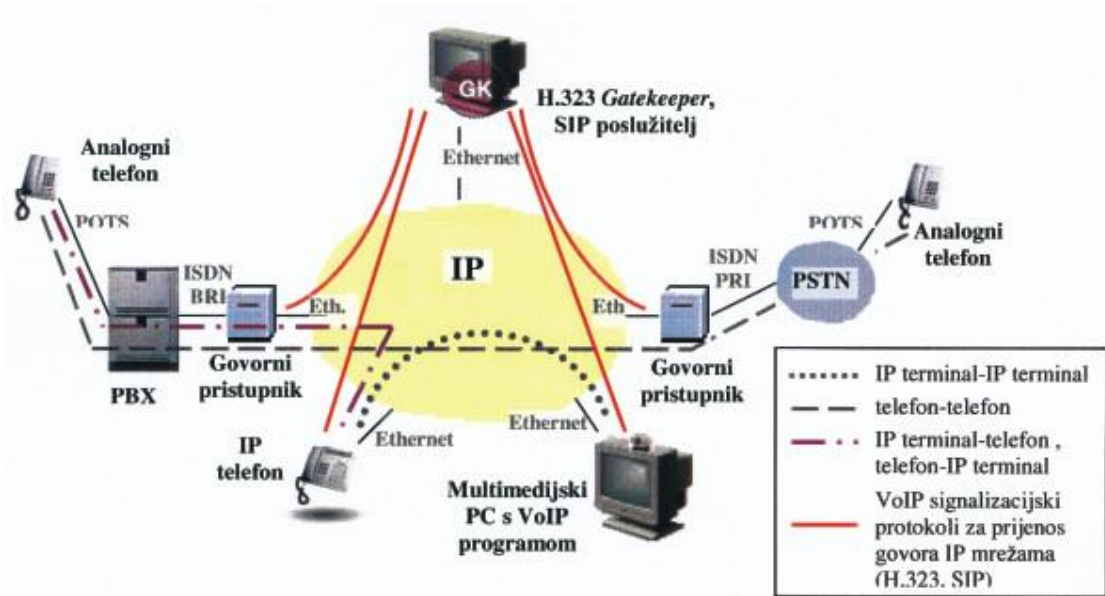 GK
H.323 Gatekeeper,
SIP poslužitelj
Ethernet
Analogni
telefon
POTS
POTS
Analogni
telefon
IP
ISDN
BRI
Eth.
Eth
ISDN
PRI
PSTN
PBX
Govorni
pristupnik
Govorni
pristupnik
IP
telefon
Ethernet
Ethernet
Multimedijski
PC s VoIP
programom
IP terminal-IP terminal
telefon-telefon
IP terminal-telefon ,
telefon-IP terminal
VoIP signalizacijski
protokoli za prijenos
govora IP mrežama
(H.323. SIP)